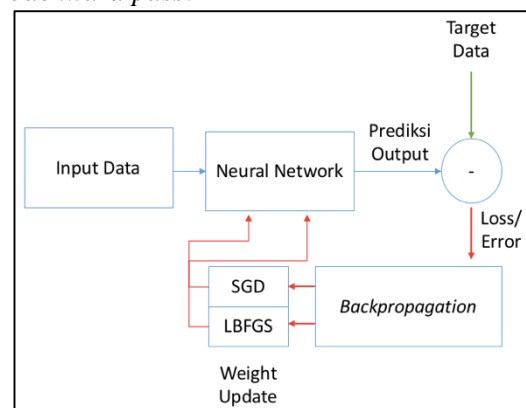 Target
Data
Prediksi
Output
Input Data
Neural Network
-
Loss/
Error
SGD
LBFGS
Backpropagation
Weight
Update